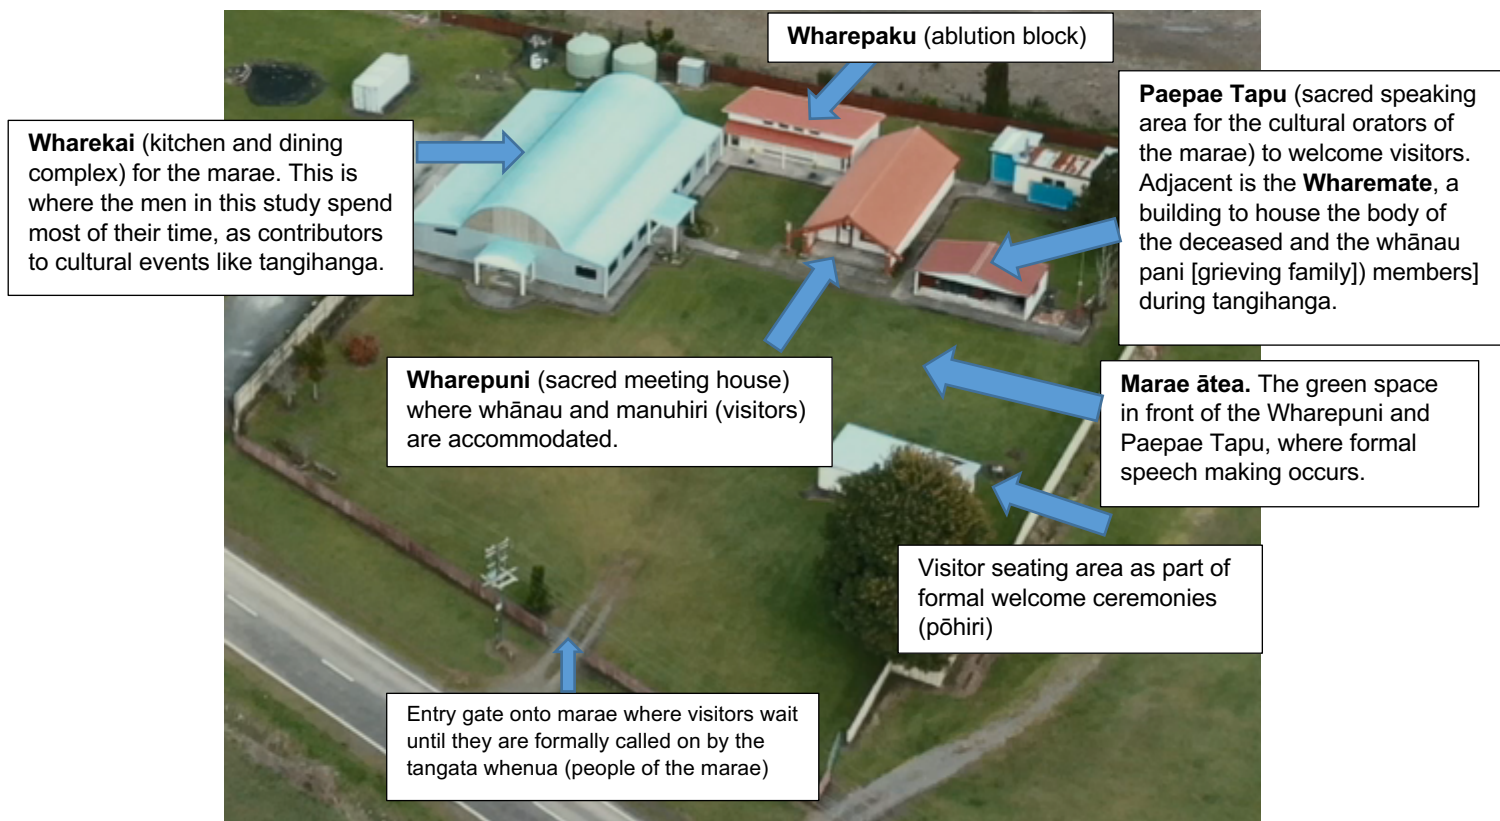 Wharepaku (ablution block)
Wharekai (kitchen and dining
complex) for the marae. This is
where the men in this study spend
most of their time, as contributors
to cultural events like tangihanga.
Paepae Tapu (sacred speaking
area for the cultural orators of
the marae) to welcome visitors.
Adjacent is the Wharemate, a
building to house the body of
the deceased and the whānau
pani [grieving family]) members]
during tangihanga.
Wharepuni (sacred meeting house)
where whānau and manuhiri (visitors)
are accommodated.
Marae ātea. The green space
in front of the Wharepuni and
Paepae Tapu, where formal
speech making occurs.
Visitor seating area as part of
formal welcome ceremonies
(pōhiri)
Entry gate onto marae where visitors wait
until they are formally called on by the
tangata whenua (people of the marae)